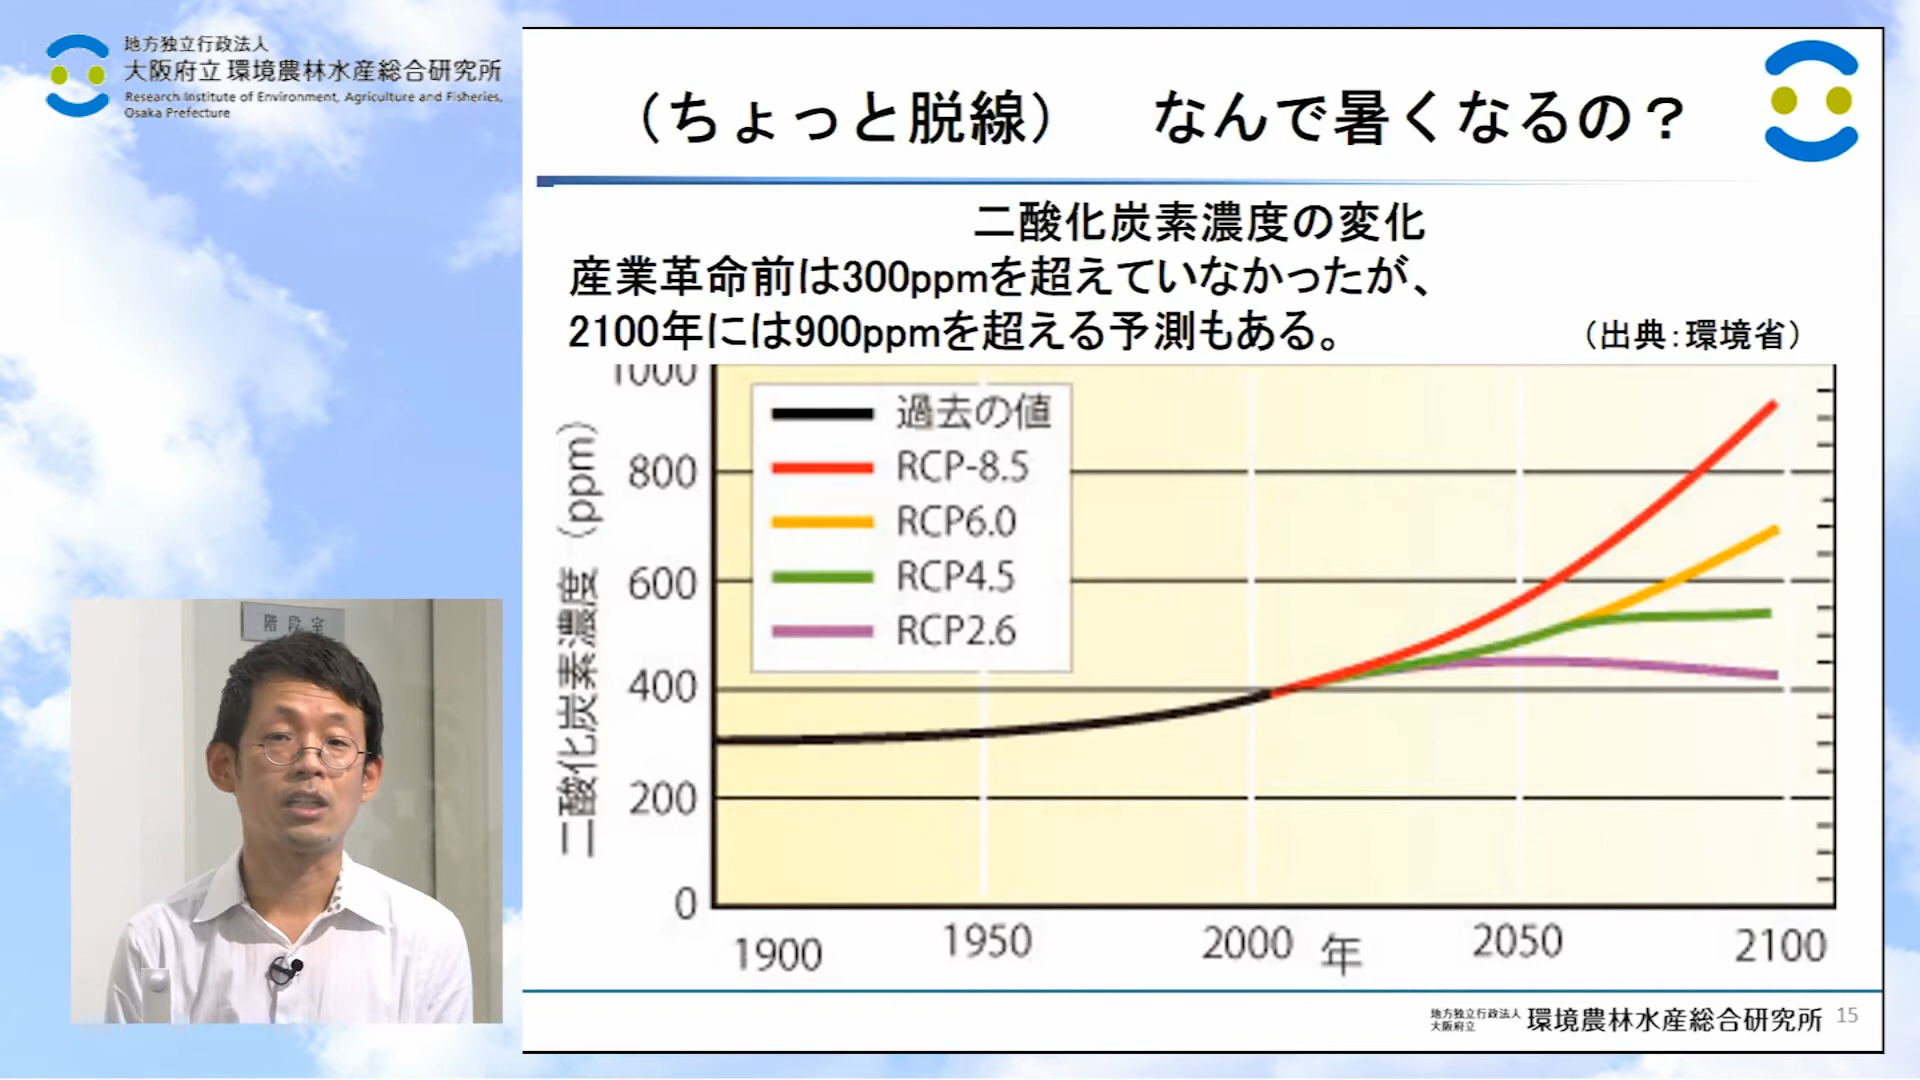 地方独立行政法人
大阪府立 環境農林水産総合研究所
Research Institute of Environment, Agriculture and Fisheries,
Osaka Prefecture
（ちょっと脱線）　なんで暑くなるの？
二酸化炭素濃度の変化
産業革命前は300ppmを超えていなかったが、
2100年には900ppmを超える予測もある。
（出典：環境省）
二酸化炭素濃度（ppm）
1000
800
600
400
200
0
過去の値
RCP-8.5
RCP6.0
RCP4.5
RCP2.6
1900
1950
2000
年
2050
2100
階段室
地方独立行政法人
大阪府立
環境農林水産総合研究所
15